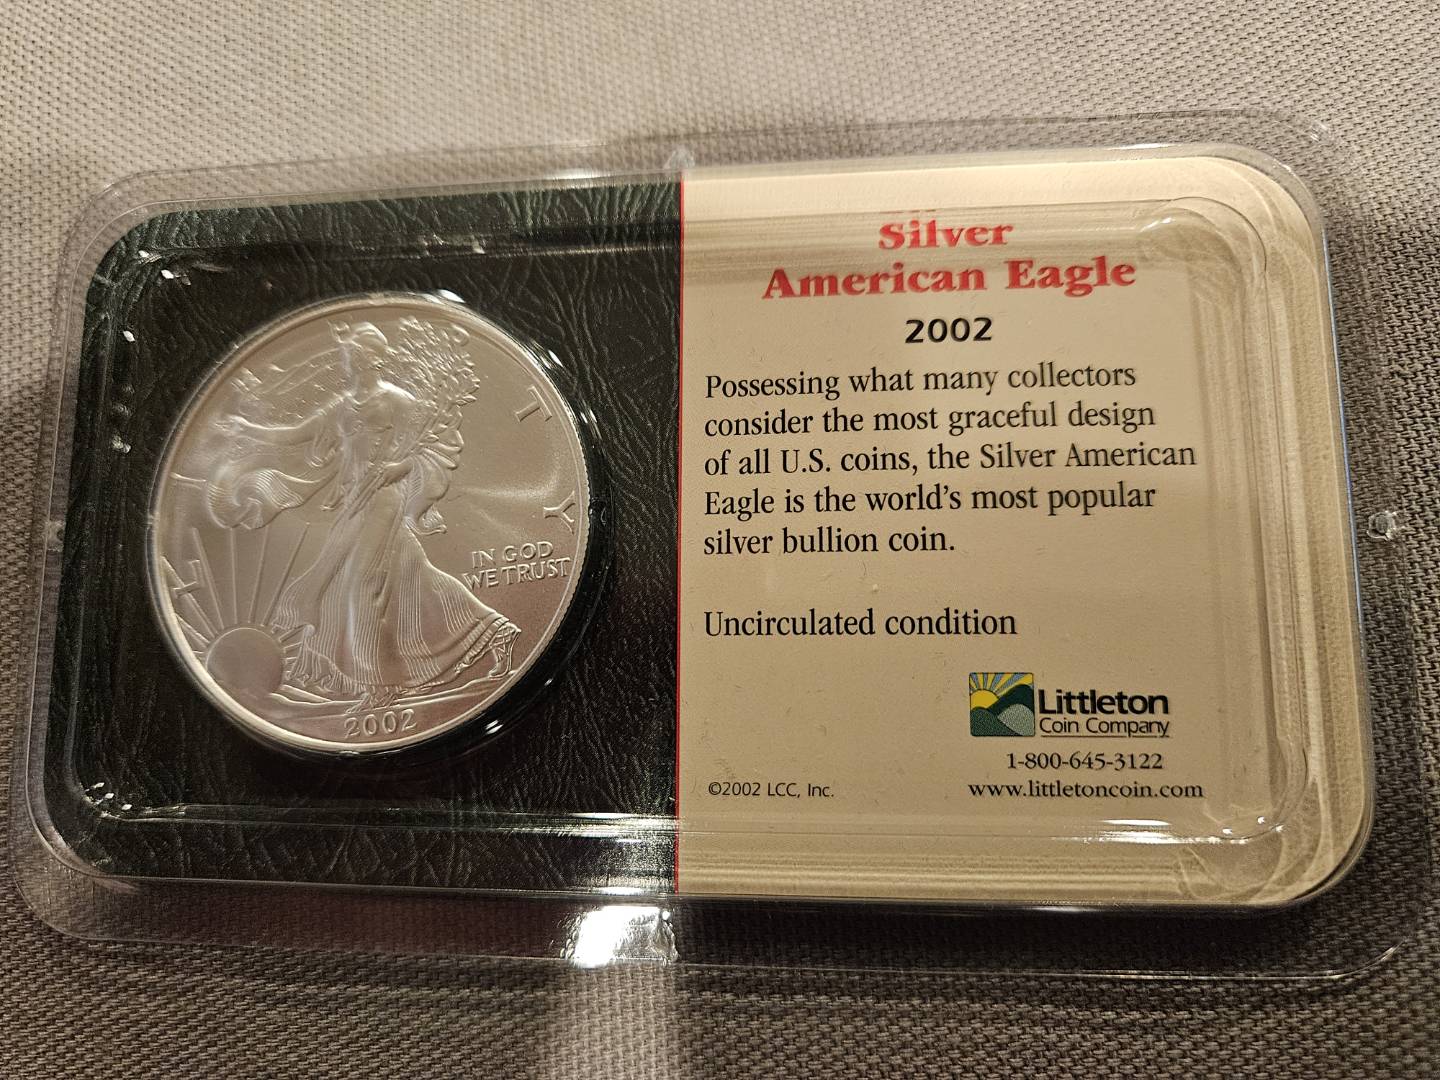 T
Y
L
IN GOD
WE TRUST
2002
Silver
American Eagle
2002
Possessing what many collectors
consider the most graceful design
of all U.S. coins, the Silver American
Eagle is the world's most popular
silver bullion coin.
Uncirculated condition
Littleton
Coin Company
1-800-645-3122
©2002 LCC, Inc.
www.littletoncoin.com